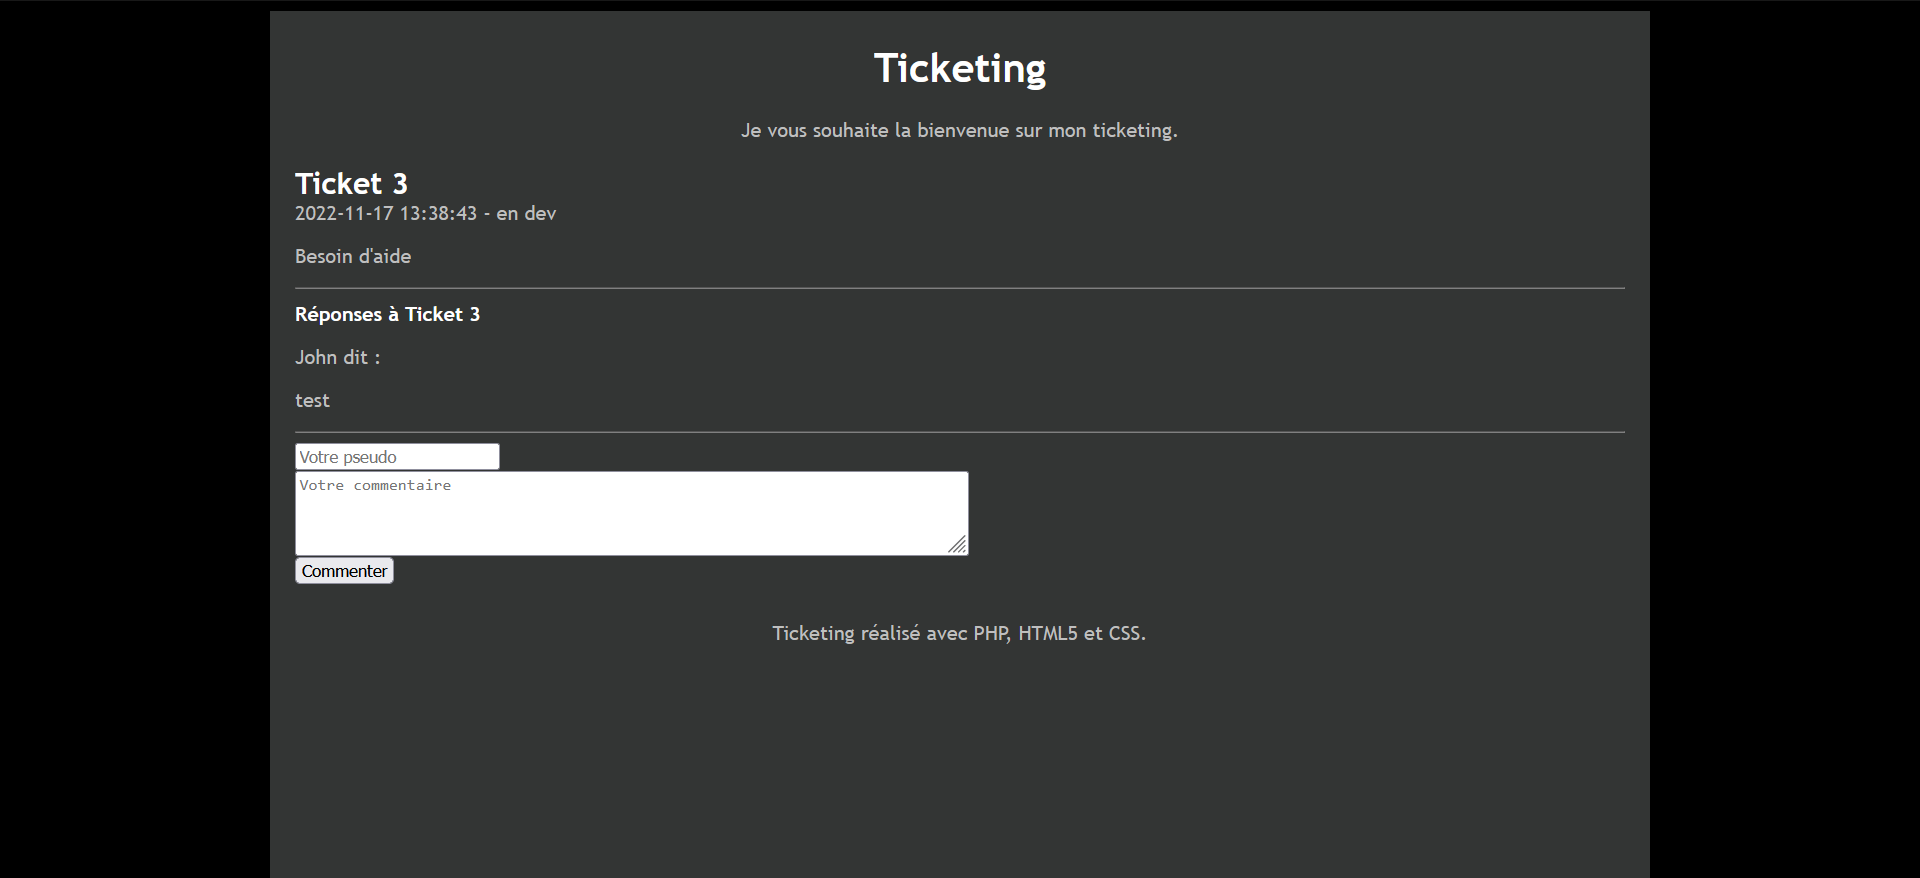 Ticketing
Je vous souhaite la bienvenue sur mon ticketing.
Ticket 3
2022-11-17 13:38:43 - en dev
Besoin d'aide
Réponses à Ticket 3
John dit :
test
Votre pseudo
Votre commentaire
Commenter
Ticketing réalisé avec PHP, HTML5 et CSS.